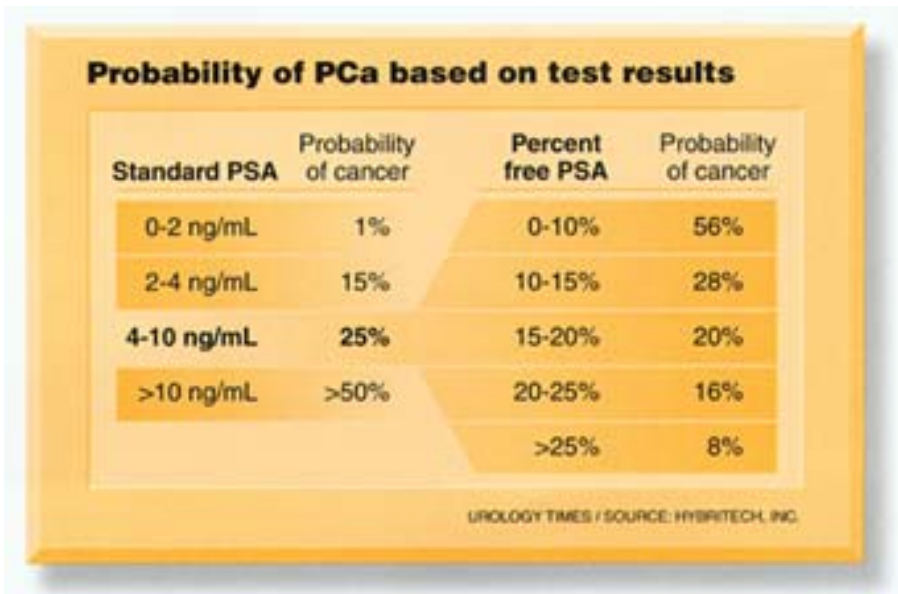 Probability of PCa based on test results
Standard PSA Probability of cancer Percent free PSA Probability of cancer
0-2 ng/mL 1% 0-10% 56%
2-4 ng/mL 15% 10-15% 28%
4-10 ng/mL 25% 15-20% 20%
>10 ng/mL >50% 20-25% 16%
>25% 8%
UROLOGY TIMES / SOURCE: HYBRITECH, INC.